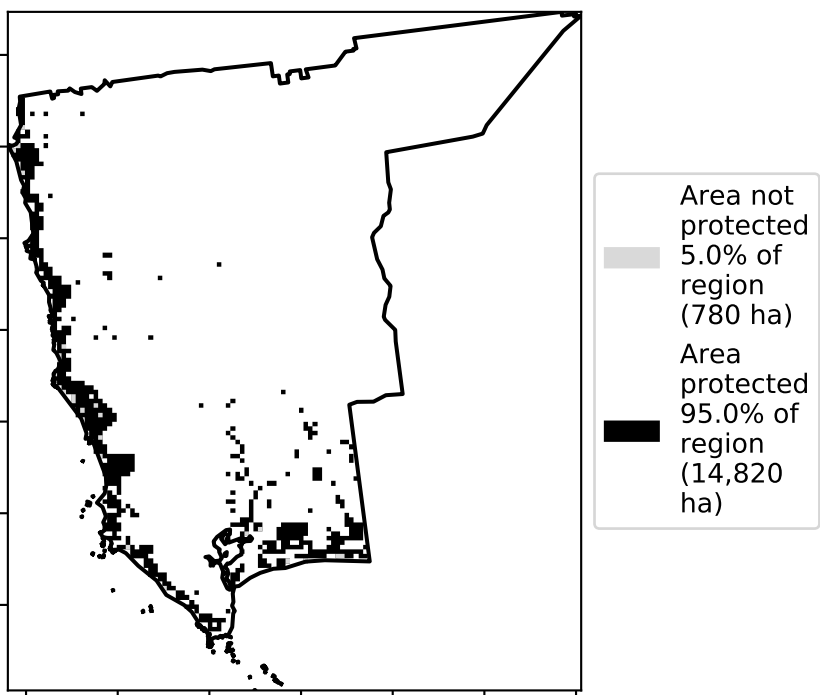 Area not
protected
5.0% of
region
(780 ha)
Area
protected
95.0% of
region
(14,820
ha)